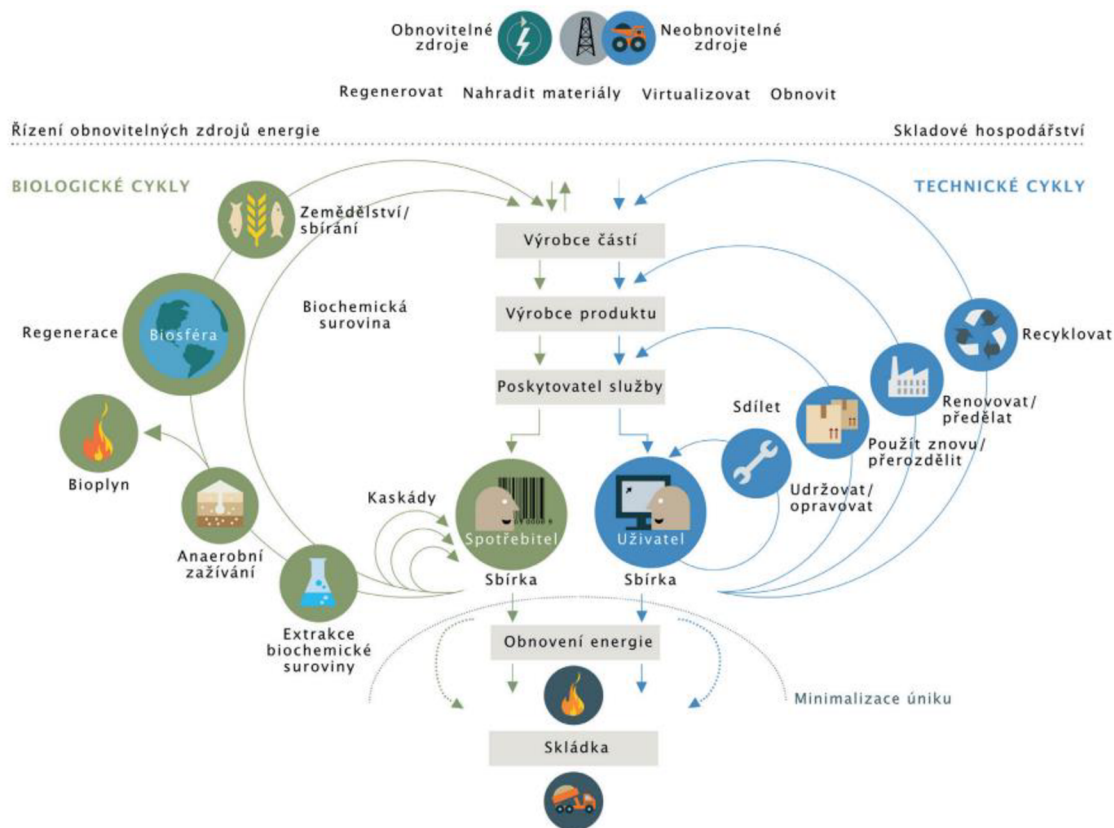 Obnovitelné
zdroje
Neobnovitelné
zdroje
Regenerovat Nahradit materiály Virtualizovat Obnovit
Řízení obnovitelných zdrojů energie
Skladové hospodářství
BIOLOGICKÉ CYKLY
TECHNICKÉ CYKLY
Zemědělství/
sbírání
Výrobce částí
Biochemická
surovina
Výrobce produktu
Regenerace
Biosféra
Recyklovat
Poskytovatel služby
Renovovat/
předělat
Sdílet
Použít znovu/
přerozdělit
Bioplyn
Kaskády
Udržovat/
opravovat
Spotřebitel
Uživatel
Anaerobní
zažívání
Sbírka
Sbírka
Extrakce
biochemické
suroviny
Obnovení energie
Minimalizace úniku
Skládka